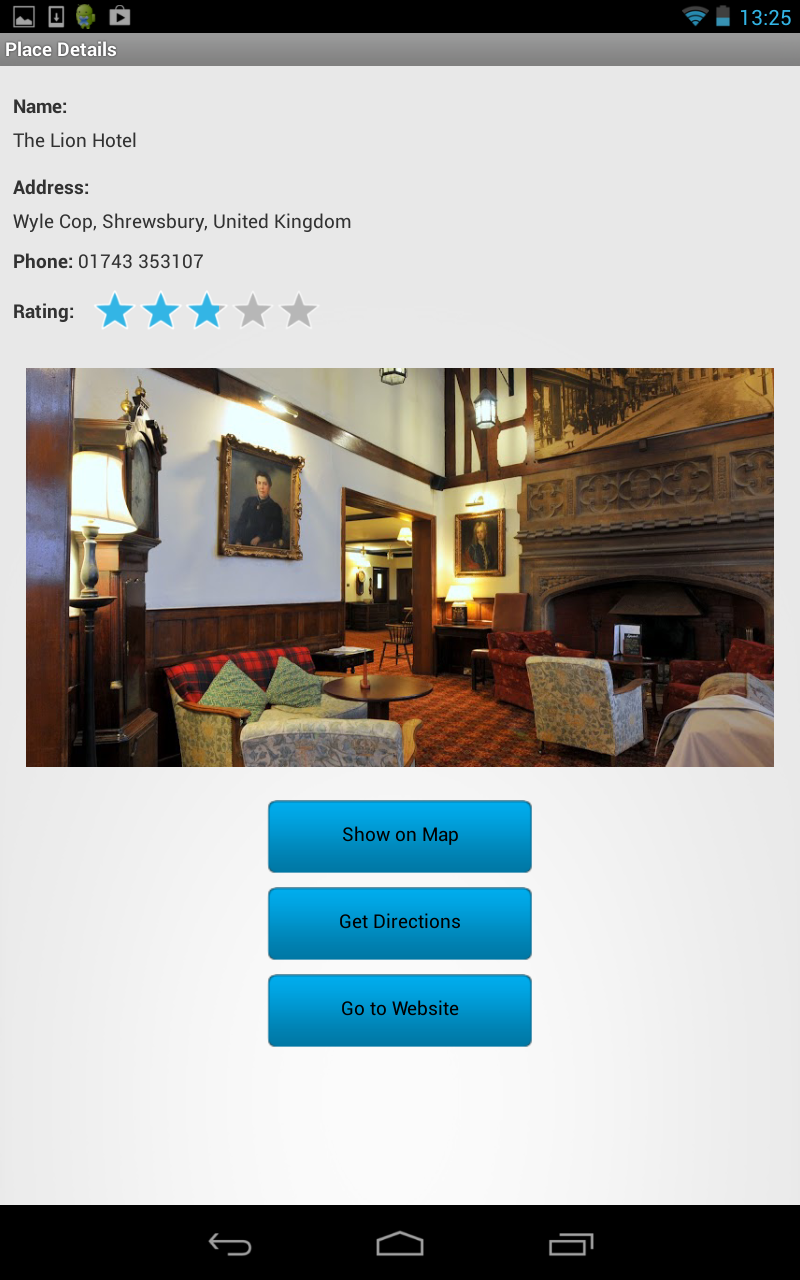 13:25
Place Details
Name:
The Lion Hotel
Address:
Wyle Cop, Shrewsbury, United Kingdom
Phone: 01743 353107
Rating:
Show on Map
Get Directions
Go to Website